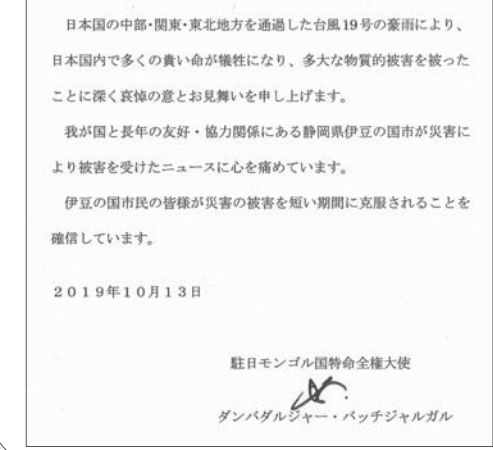 日本国の中部・関東・東北地方を通過した台風19号の豪雨により、
日本国内で多くの貴い命が犠牲になり、多大な物質的被害を被った
ことに深く哀悼の意とお見舞いを申し上げます。
我が国と長年の友好・協力関係にある静岡県伊豆の国市が災害に
より被害を受けたニュースに心を痛めています。
伊豆の国市民の皆様が災害の被害を短い期間に克服されることを
確信しています。
2019年10月13日
駐日モンゴル国特命全権大使
ダンバダルジャー・バッチジャルガル